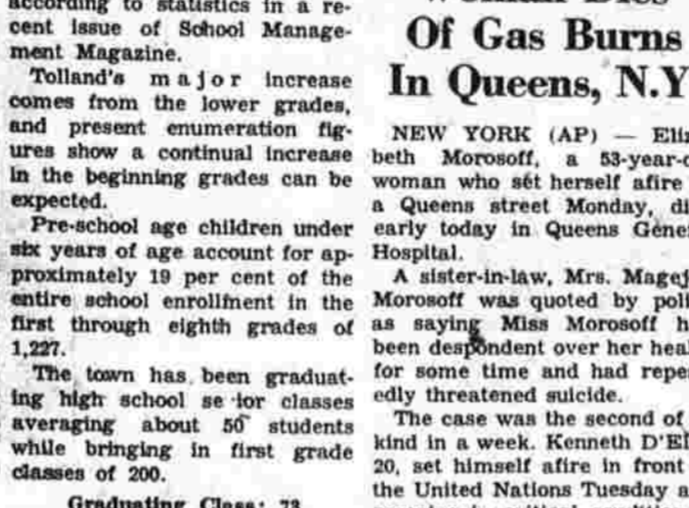 according to statistics in a re-
cent issue of School Manage-
ment Magazine.
Tolland's major increase
comes from the lower grades,
and present enumeration fig-
ures show a continual increase
in the beginning grades can be
expected.
Pre-school age children under
six years of age account for ap-
proximately 19 per cent of the
entire school enrollment in the
first through eighth grades of
1,227.
The town has been graduat-
ing high school se ior classes
averaging about 50 students
while bringing in first grade
classes of 200.
Graduating Class: 73
Of Gas Burns
In Queens, N.Y
NEW YORK (AP) — Eliz
beth Morosoff, a 53-year-o
woman who set herself afire
a Queens street Monday, di
early today in Queens Gene
Hospital.
A sister-in-law, Mrs. Magej
Morosoff was quoted by poli
as saying Miss Morosoff h
been despondent over her heal
for some time and had repe
edly threatened suicide.
The case was the second of
kind in a week. Kenneth D'El
20, set himself afire in front
the United Nations Tuesday a